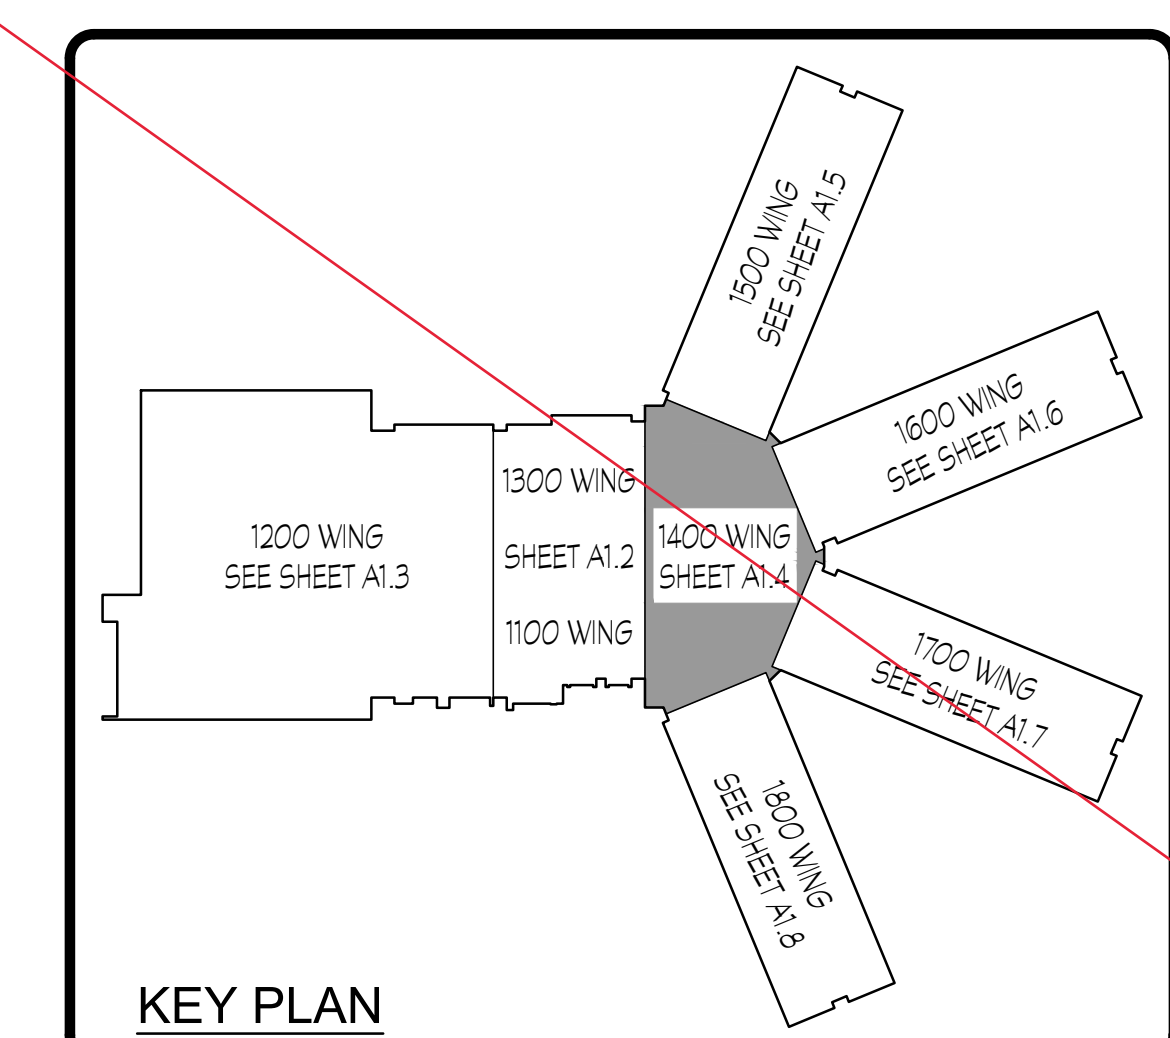 1500 WING
SEE SHEET A1.5
1600 WING
SEE SHEET A1.6
1300 WING
SHEET A1.2
1100 WING
1200 WING
SEE SHEET A1.3
1400 WING
SHEET A1.4
1700 WING
SEE SHEET A1.7
1800 WING
SEE SHEET A1.8
KEY PLAN